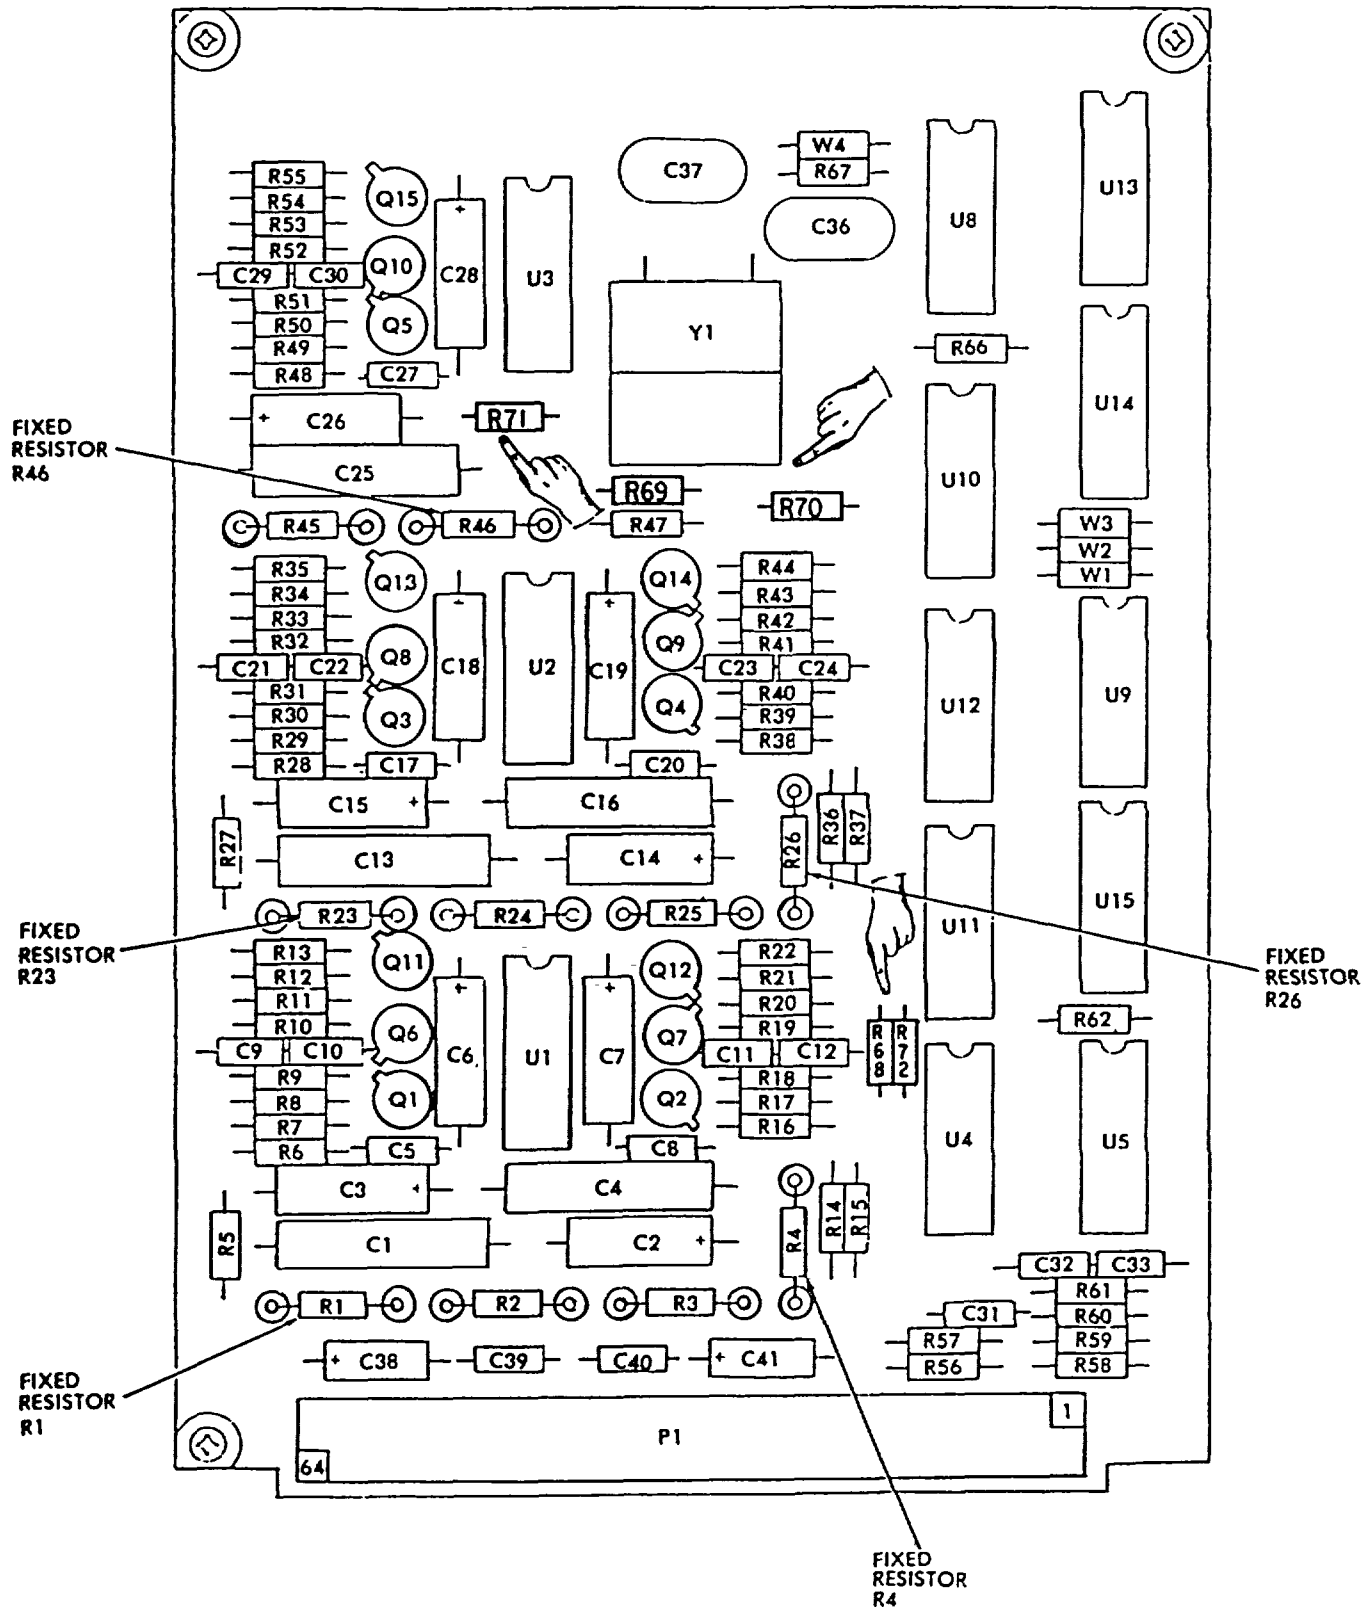 W4
R67
C37
C36
U8
U13
R55
R54
R53
R52
C29
C30
R51
R50
R49
R48
Q15
Q10
Q5
C27
+
C28
U3
Y1
R66
U14
U10
+
C26
C25
R71
R69
R70
R47
FIXED
RESISTOR
R46
R45
R46
W3
W2
W1
R35
R34
R33
R32
C21
C22
R31
R30
R29
R28
Q13
Q8
Q3
C17
C18
U2
+
C19
Q14
Q9
Q4
C20
R44
R43
R42
R41
C23
C24
R40
R39
R38
U12
U9
C15
+
C16
R27
C13
C14
+
R26
R36
R37
U11
U15
FIXED
RESISTOR
R23
R23
R24
R25
FIXED
RESISTOR
R26
R13
R12
R11
R10
C9
C10
R9
R8
R7
R6
Q11
Q6
Q1
C5
+
C6
U1
+
C7
Q12
Q7
Q2
C8
R22
R21
R20
R19
C11
C12
R18
R17
R16
R68
R72
R62
U4
U5
C3
+
C4
R5
C1
C2
+
R4
R14
R15
C32
C33
R61
C31
R60
R57
R59
R56
R58
R1
R2
R3
+
C38
C39
C40
+
C41
FIXED
RESISTOR
R1
1
P1
64
FIXED
RESISTOR
R4